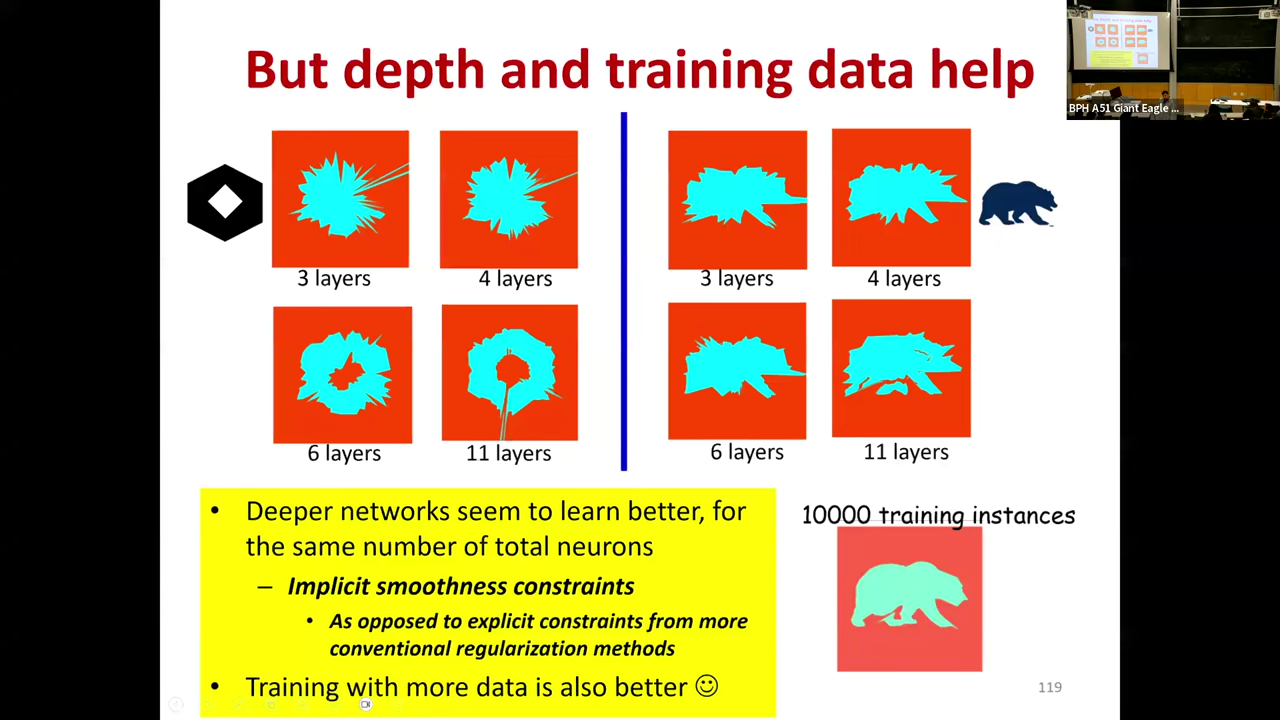 But depth and training data help
BPH A51 Giant Eagle ...
3 layers
4 layers
3 layers
4 layers
6 layers
11 layers
6 layers
11 layers
• Deeper networks seem to learn better, for
the same number of total neurons
– Implicit smoothness constraints
• As opposed to explicit constraints from more
conventional regularization methods
• Training with more data is also better ☺
10000 training instances
119